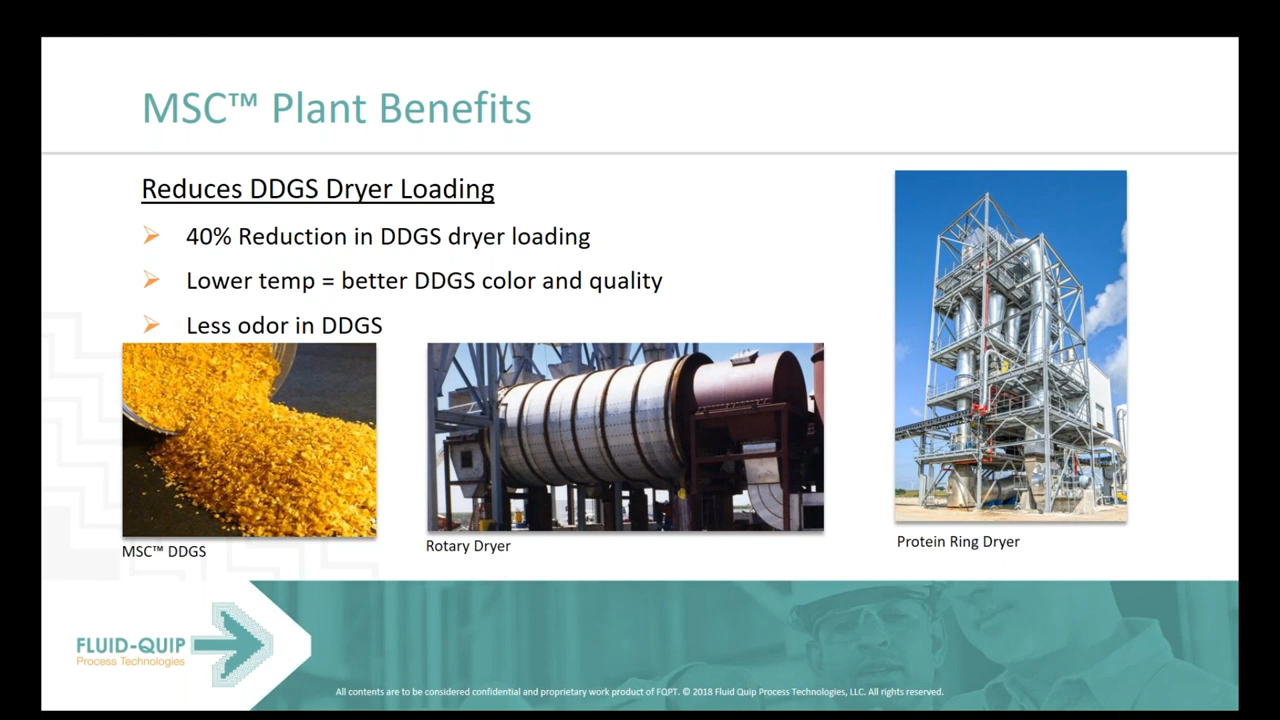 MSC™ Plant Benefits
Reduces DDGS Dryer Loading
40% Reduction in DDGS dryer loading
Lower temp = better DDGS color and quality
Less odor in DDGS
MSC™ DDGS
Rotary Dryer
Protein Ring Dryer
FLUID-QUIP
Process Technologies
All contents are to be considered confidential and proprietary work product of FQPT. © 2018 Fluid Quip Process Technologies, LLC. All rights reserved.